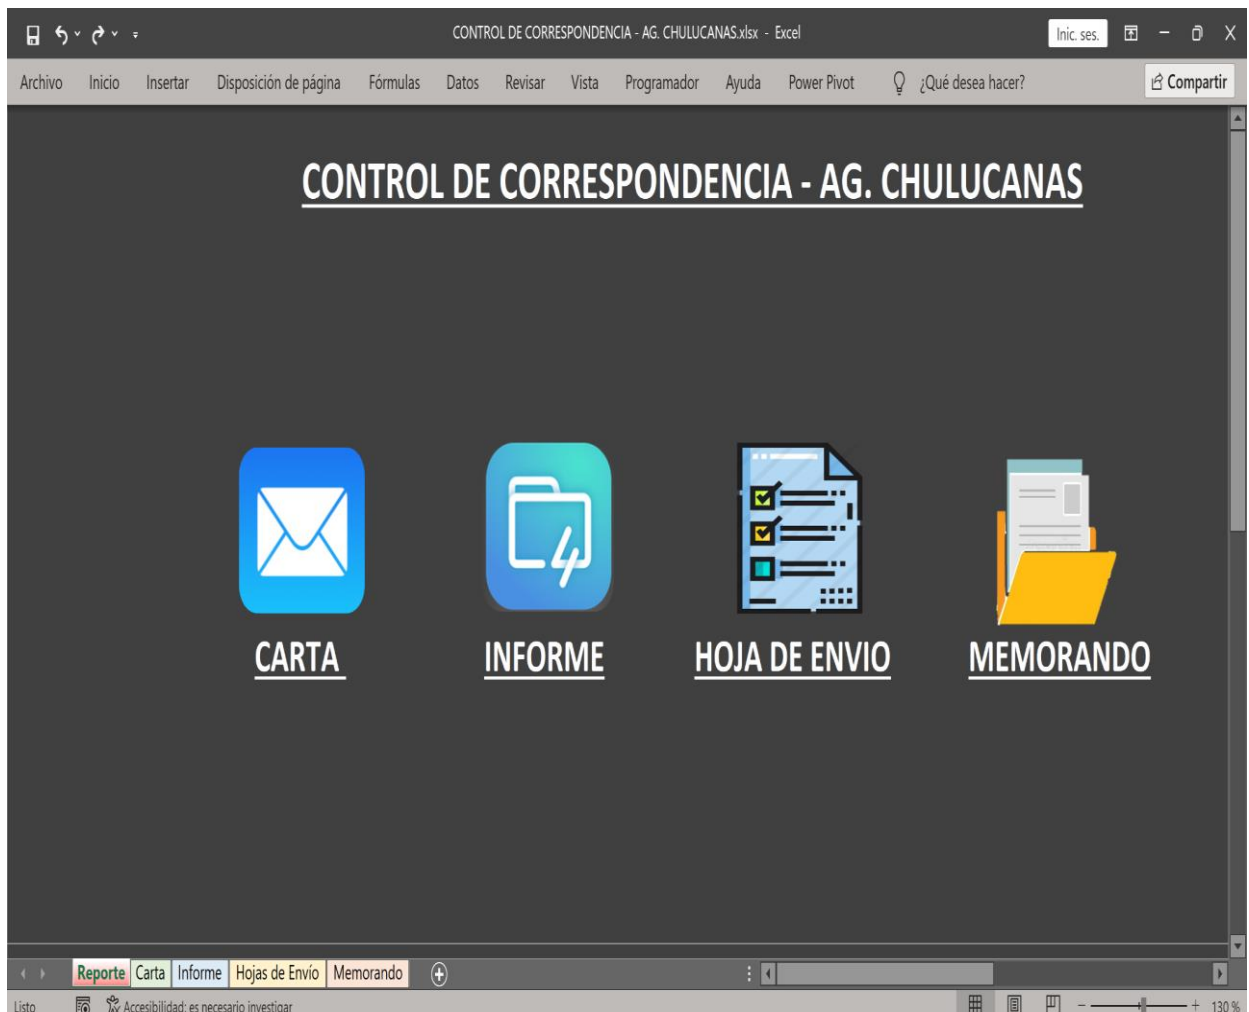 CONTROL DE CORRESPONDENCIA - AG. CHULUCANAS.xlsx - Excel
Inic. ses.
Archivo Inicio Insertar Disposición de página Fórmulas Datos Revisar Vista Programador Ayuda Power Pivot ¿Qué desea hacer? Compartir
CONTROL DE CORRESPONDENCIA - AG. CHULUCANAS
CARTA INFORME HOJA DE ENVIO MEMORANDO
Reporte Carta Informe Hojas de Envío Memorando
Listo Accesibilidad: es necesario investigar 130 %